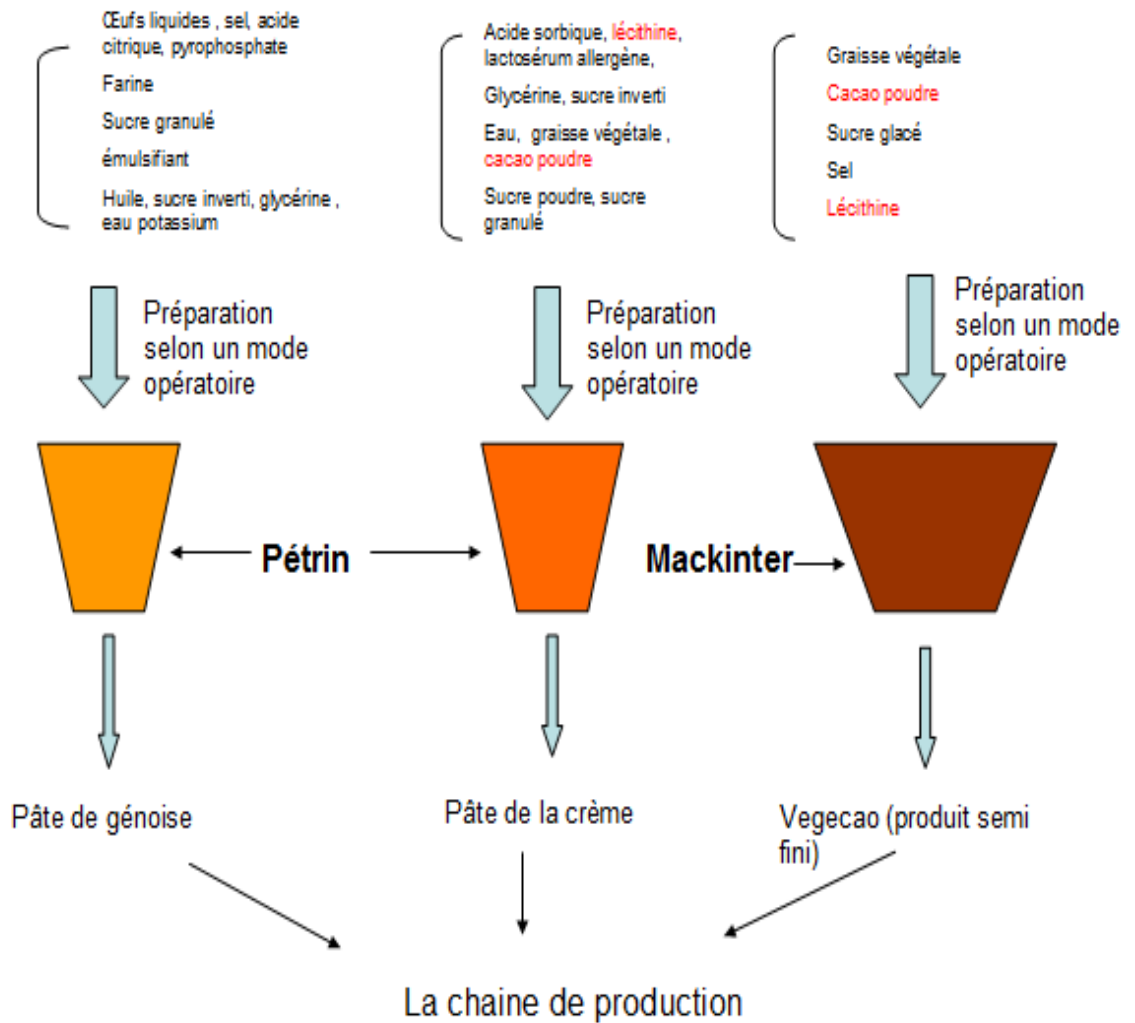 Œufs liquides , sel, acide
citrique, pyrophosphate
Farine
Sucre granulé
émulsifiant
Huile, sucre inverti, glycérine ,
eau potassium
Acide sorbique, lécithine,
lactosérum allergène,
Glycérine, sucre inverti
Eau, graisse végétale ,
cacao poudre
Sucre poudre, sucre
granulé
Graisse végétale
Cacao poudre
Sucre glacé
Sel
Lécithine
Préparation
selon un mode
opératoire
Préparation
selon un mode
opératoire
Préparation
selon un mode
opératoire
Pétrin
Mackinter
Pâte de génoise
Pâte de la crème
Vegecao (produit semi
fini)
La chaine de production